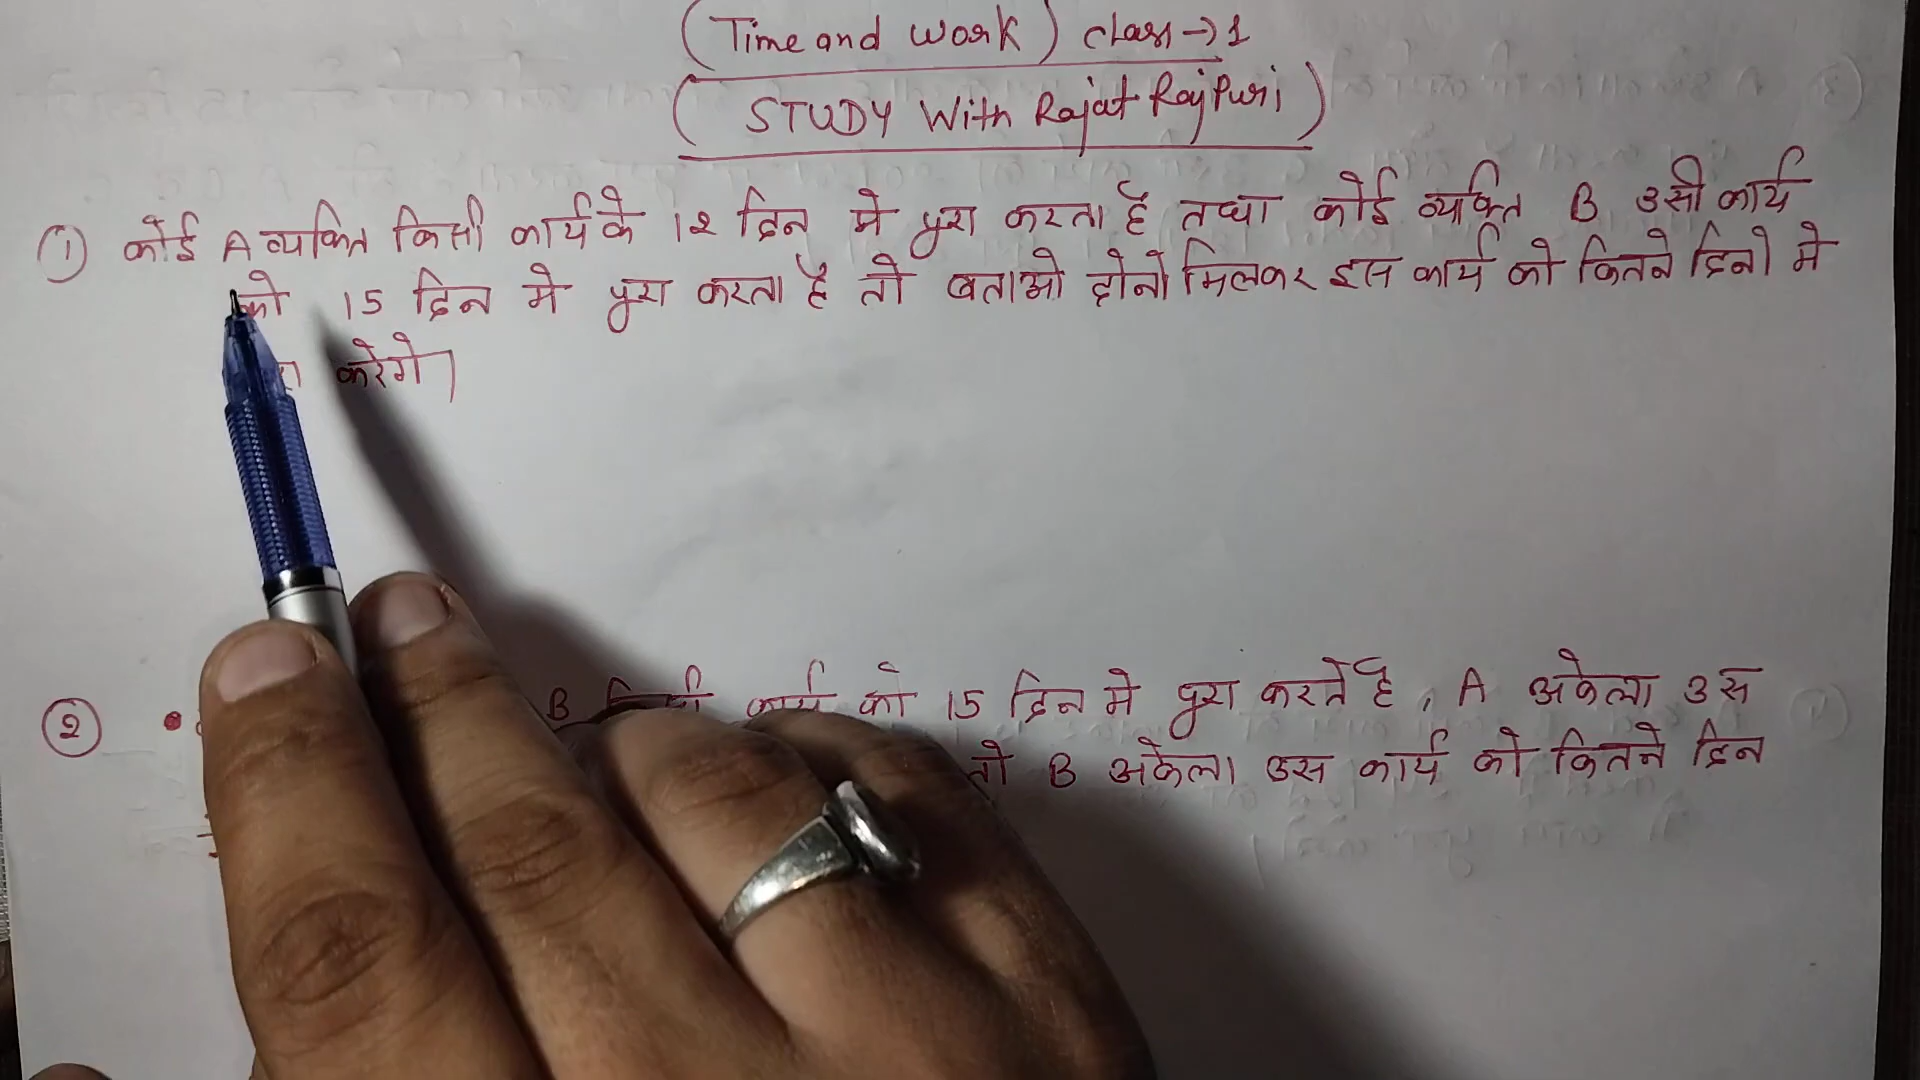 (Time and work) class→1
(STUDY With Rajat Rajpuri)
① कोई A व्यक्ति किसी कार्य के 12 दिन मे पुरा करता है तथा कोई व्यक्ति B उसी कार्य
को 15 दिन मे पुरा करता है तो बताओ दोनो मिलकर इस कार्य को कितने दिनो मे
करेगे।
② B कार्य को 15 दिन मे पुरा करते है, A अकेला उस
तो B अकेला उस कार्य को कितने दिन